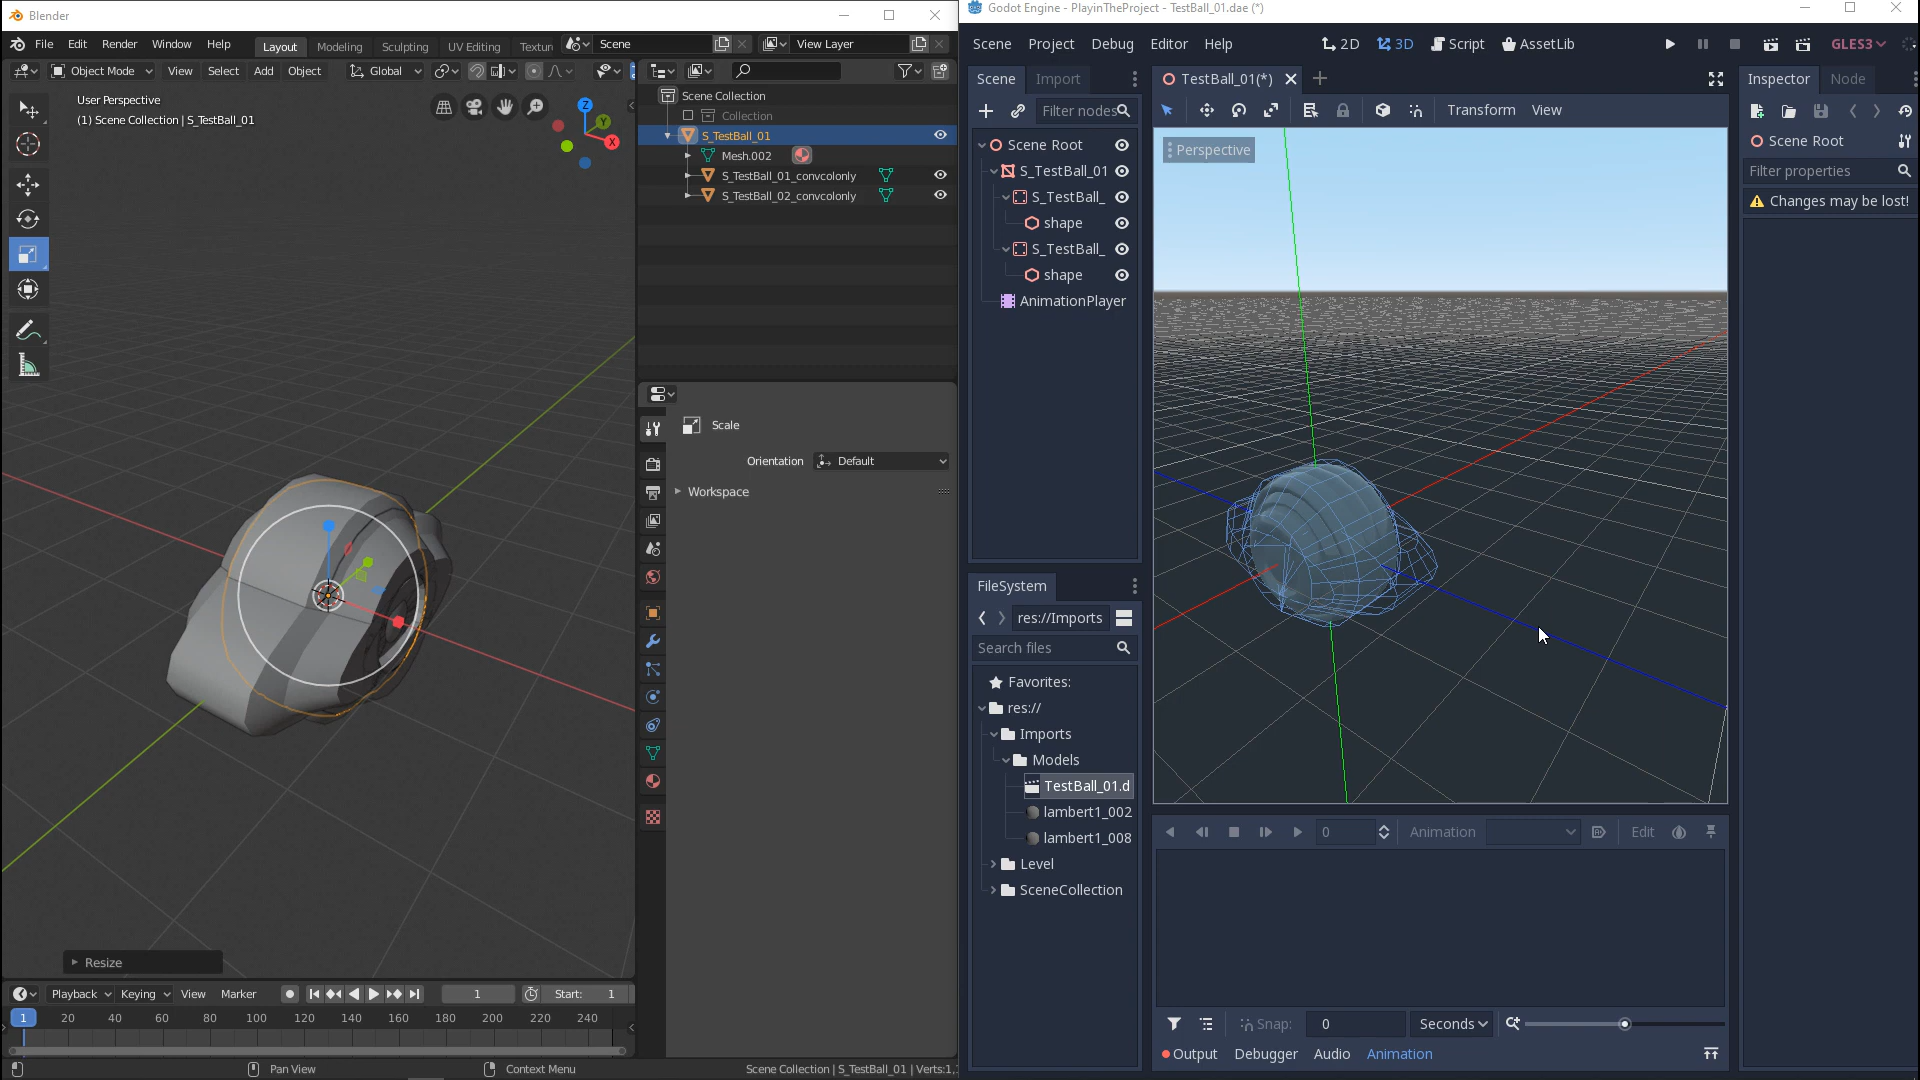 Blender
File Edit Render Window Help
Layout Modeling Sculpting UV Editing Textur
Scene
View Layer
Object Mode View Select Add Object Global
User Perspective
(1) Scene Collection | S_TestBall_01
Z
Y
X
Resize
Playback Keying View Marker
1
Start: 1
1 20 40 60 80 100 120 140 160 180 200 220 240
Pan View
Context Menu
Scene Collection | S_TestBall_01 | Verts:1,
Scene Collection
Collection
S_TestBall_01
Mesh.002
S_TestBall_01_convcolonly
S_TestBall_02_convcolonly
Scale
Orientation Default
Workspace
Godot Engine - PlayinTheProject - TestBall_01.dae (*)
Scene Project Debug Editor Help
2D 3D Script AssetLib
GLES3
Scene Import
Filter nodes
Scene Root
S_TestBall_01
S_TestBall_
shape
S_TestBall_
shape
AnimationPlayer
FileSystem
res://Imports
Search files
Favorites:
res://
Imports
Models
TestBall_01.d
lambert1_002
lambert1_008
Level
SceneCollection
TestBall_01(*)
Transform View
Perspective
0
Animation
Edit
Snap: 0
Seconds
Output Debugger Audio Animation
Inspector Node
Scene Root
Filter properties
Changes may be lost!